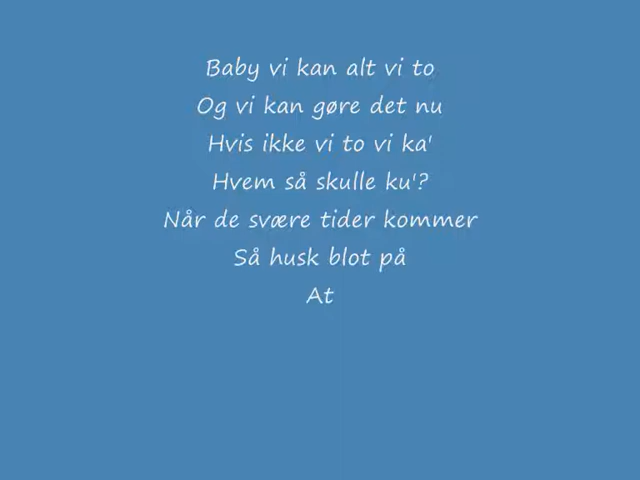 Baby vi kan alt vi to
Og vi kan gøre det nu
Hvis ikke vi to vi ka'
Hvem så skulle ku'?
Når de svære tider kommer
Så husk blot på
At